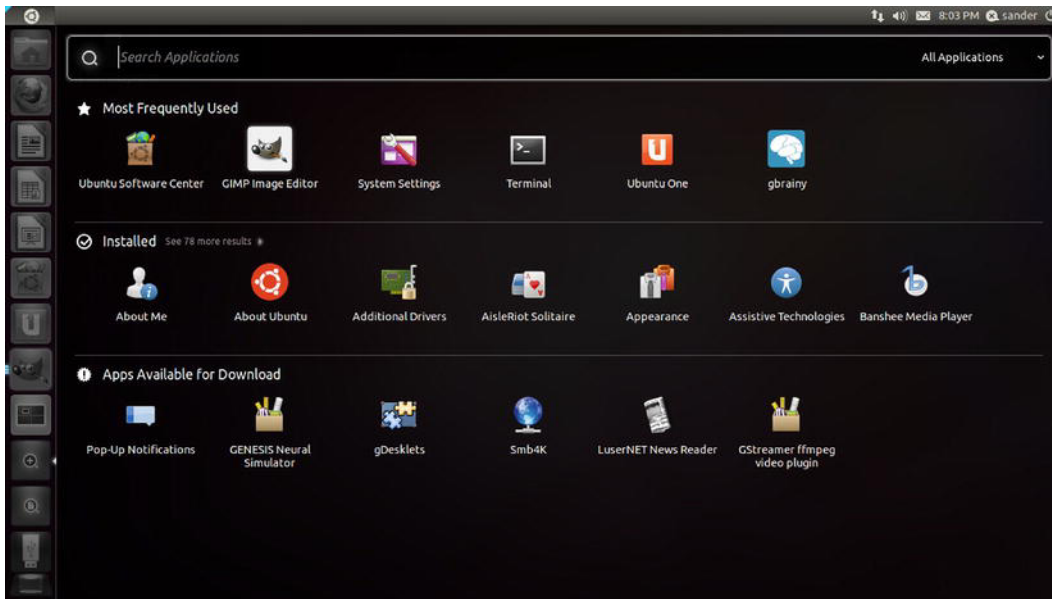 8:03 PM sander
Search Applications All Applications
Most Frequently Used
Ubuntu Software Center GIMP Image Editor System Settings Terminal Ubuntu One gbrainy
Installed See 78 more results
About Me About Ubuntu Additional Drivers AisleRiot Solitaire Appearance Assistive Technologies Banshee Media Player
Apps Available for Download
Pop-Up Notifications GENESIS Neural Simulator gDesklets Smb4K LuserNET News Reader GStreamer ffmpeg video plugin